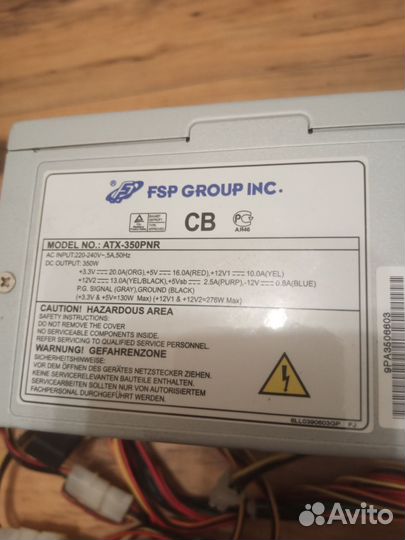 FSP GROUP INC.
CB
AЯ46
MODEL NO.: ATX-350PNR
AC INPUT:220-240V~,5A,50Hz
DC OUTPUT: 350W
+3.3V ⎓ 20.0A(ORG),+5V ⎓ 16.0A(RED),+12V1 ⎓ 10.0A(YEL)
+12V2 ⎓ 13.0A(YEL/BLACK),+5Vsb ⎓ 2.5A(PURP),-12V ⎓ 0.8A(BLUE)
P.G. SIGNAL (GRAY),GROUND (BLACK)
(+3.3V & +5V=130W Max) (+12V1 & +12V2=276W Max)
CAUTION! HAZARDOUS AREA
SAFETY INSTRUCTIONS:
DO NOT REMOVE THE COVER
NO SERVICEABLE COMPONENTS INSIDE.
REFER SERVICING TO QUALIFIED SERVICE PERSONNEL.
WARNUNG! GEFAHRENZONE
SICHERHEITSHINWEIS:
VOR ÖFFNEN DES GERÄTES NETZSTECKER ZIEHEN
KEINE SERVICERELEVANTEN BAUTEILE ENTHALTEN.
SERVICEARBEITEN SOLLTEN NUR VON AUTORISIERTEM
FACHPERSONAL DURCHGEFÜHRT WERDEN.
6LL0390603GP FJ
9PA3506603
Avito